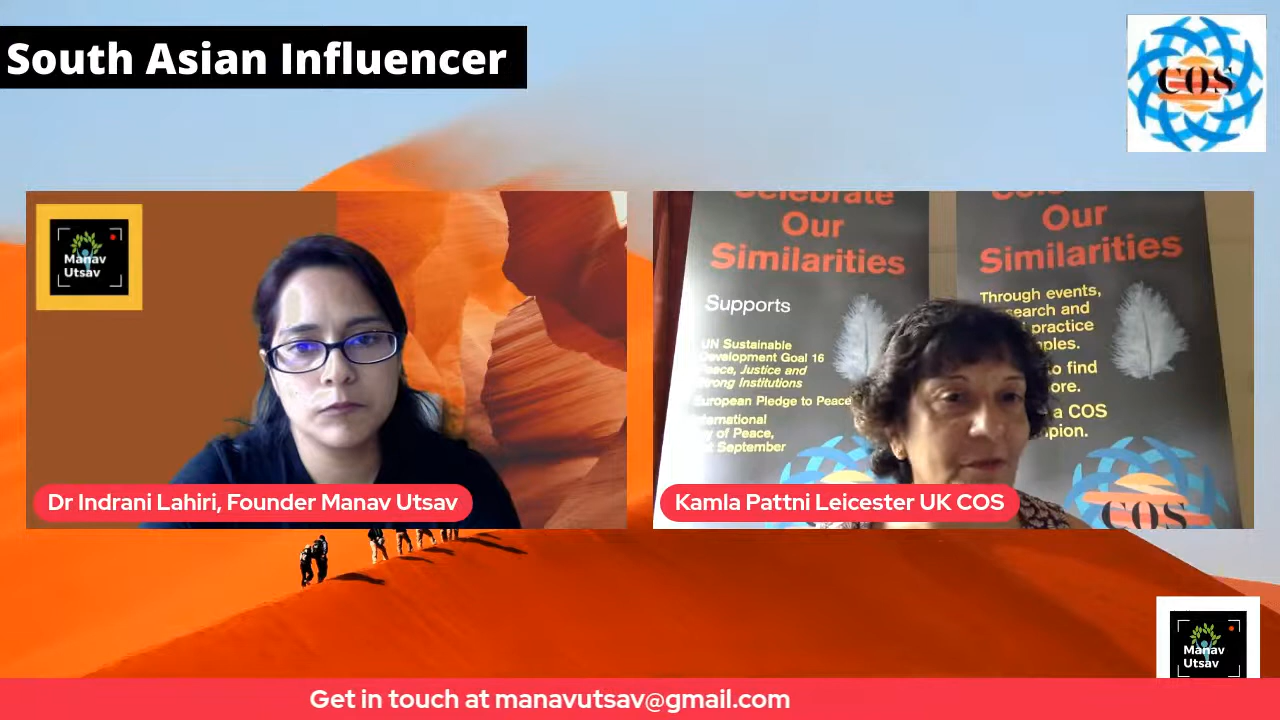 South Asian Influencer
COS
Manav
Utsav
Dr Indrani Lahiri, Founder Manav Utsav
Celebrate
Our
Similarities
Supports
UN Sustainable
Development Goal 16
Peace, Justice and
Strong Institutions
European Pledge to Peace
International
of Peace,
September
Our
Similarities
Through events,
and
practice
to find
a COS
COS
Kamla Pattni Leicester UK COS
Manav
Utsav
Get in touch at manavutsav@gmail.com